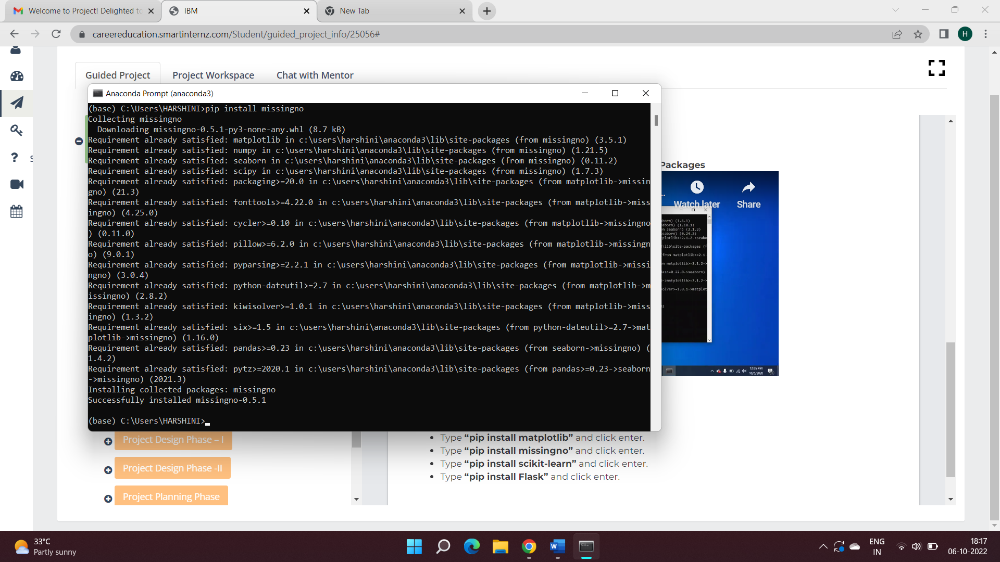 Welcome to Project! Delighted to
IBM
New Tab
careereducation.smartinternz.com/Student/guided_project_info/25056#
H
Guided Project
Project Workspace
Chat with Mentor
Anaconda Prompt (anaconda3)
(base) C:\Users\HARSHINI>pip install missingno
Collecting missingno
Downloading missingno-0.5.1-py3-none-any.whl (8.7 kB)
Requirement already satisfied: matplotlib in c:\users\harshini\anaconda3\lib\site-packages (from missingno) (3.5.1)
Requirement already satisfied: numpy in c:\users\harshini\anaconda3\lib\site-packages (from missingno) (1.21.5)
Requirement already satisfied: seaborn in c:\users\harshini\anaconda3\lib\site-packages (from missingno) (0.11.2)
Requirement already satisfied: scipy in c:\users\harshini\anaconda3\lib\site-packages (from missingno) (1.7.3)
Requirement already satisfied: packaging>=20.0 in c:\users\harshini\anaconda3\lib\site-packages (from matplotlib->missin
gno) (21.3)
Requirement already satisfied: fonttools>=4.22.0 in c:\users\harshini\anaconda3\lib\site-packages (from matplotlib->miss
ingno) (4.25.0)
Requirement already satisfied: cycler>=0.10 in c:\users\harshini\anaconda3\lib\site-packages (from matplotlib->missingno
) (0.11.0)
Requirement already satisfied: pillow>=6.2.0 in c:\users\harshini\anaconda3\lib\site-packages (from matplotlib->missingn
o) (9.0.1)
Requirement already satisfied: pyparsing>=2.2.1 in c:\users\harshini\anaconda3\lib\site-packages (from matplotlib->missi
ngno) (3.0.4)
Requirement already satisfied: python-dateutil>=2.7 in c:\users\harshini\anaconda3\lib\site-packages (from matplotlib->m
issingno) (2.8.2)
Requirement already satisfied: kiwisolver>=1.0.1 in c:\users\harshini\anaconda3\lib\site-packages (from matplotlib->miss
ingno) (1.3.2)
Requirement already satisfied: six>=1.5 in c:\users\harshini\anaconda3\lib\site-packages (from python-dateutil>=2.7->mat
plotlib->missingno) (1.16.0)
Requirement already satisfied: pandas>=0.23 in c:\users\harshini\anaconda3\lib\site-packages (from seaborn->missingno) (
1.4.2)
Requirement already satisfied: pytz>=2020.1 in c:\users\harshini\anaconda3\lib\site-packages (from pandas>=0.23->seaborn
->missingno) (2021.3)
Installing collected packages: missingno
Successfully installed missingno-0.5.1
(base) C:\Users\HARSHINI>
Packages
Watch later
Share
12:55 PM
10/6/2020
Project Design Phase – I
Project Design Phase -II
Project Planning Phase
• Type “pip install matplotlib” and click enter.
• Type “pip install missingno” and click enter.
• Type “pip install scikit-learn” and click enter.
• Type “pip install Flask” and click enter.
33°C
Partly sunny
ENG
IN
18:17
06-10-2022